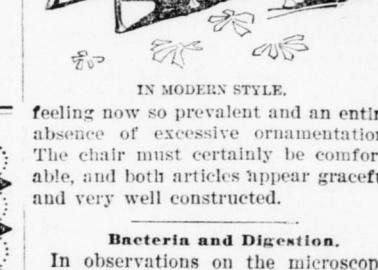 IN MODERN STYLE.
feeling now so prevalent and an entir
absence of excessive ornamentation
The chair must certainly be comfor
able, and both articles appear gracefu
and very well constructed.
Bacteria and Digestion.
In observations on the microscop